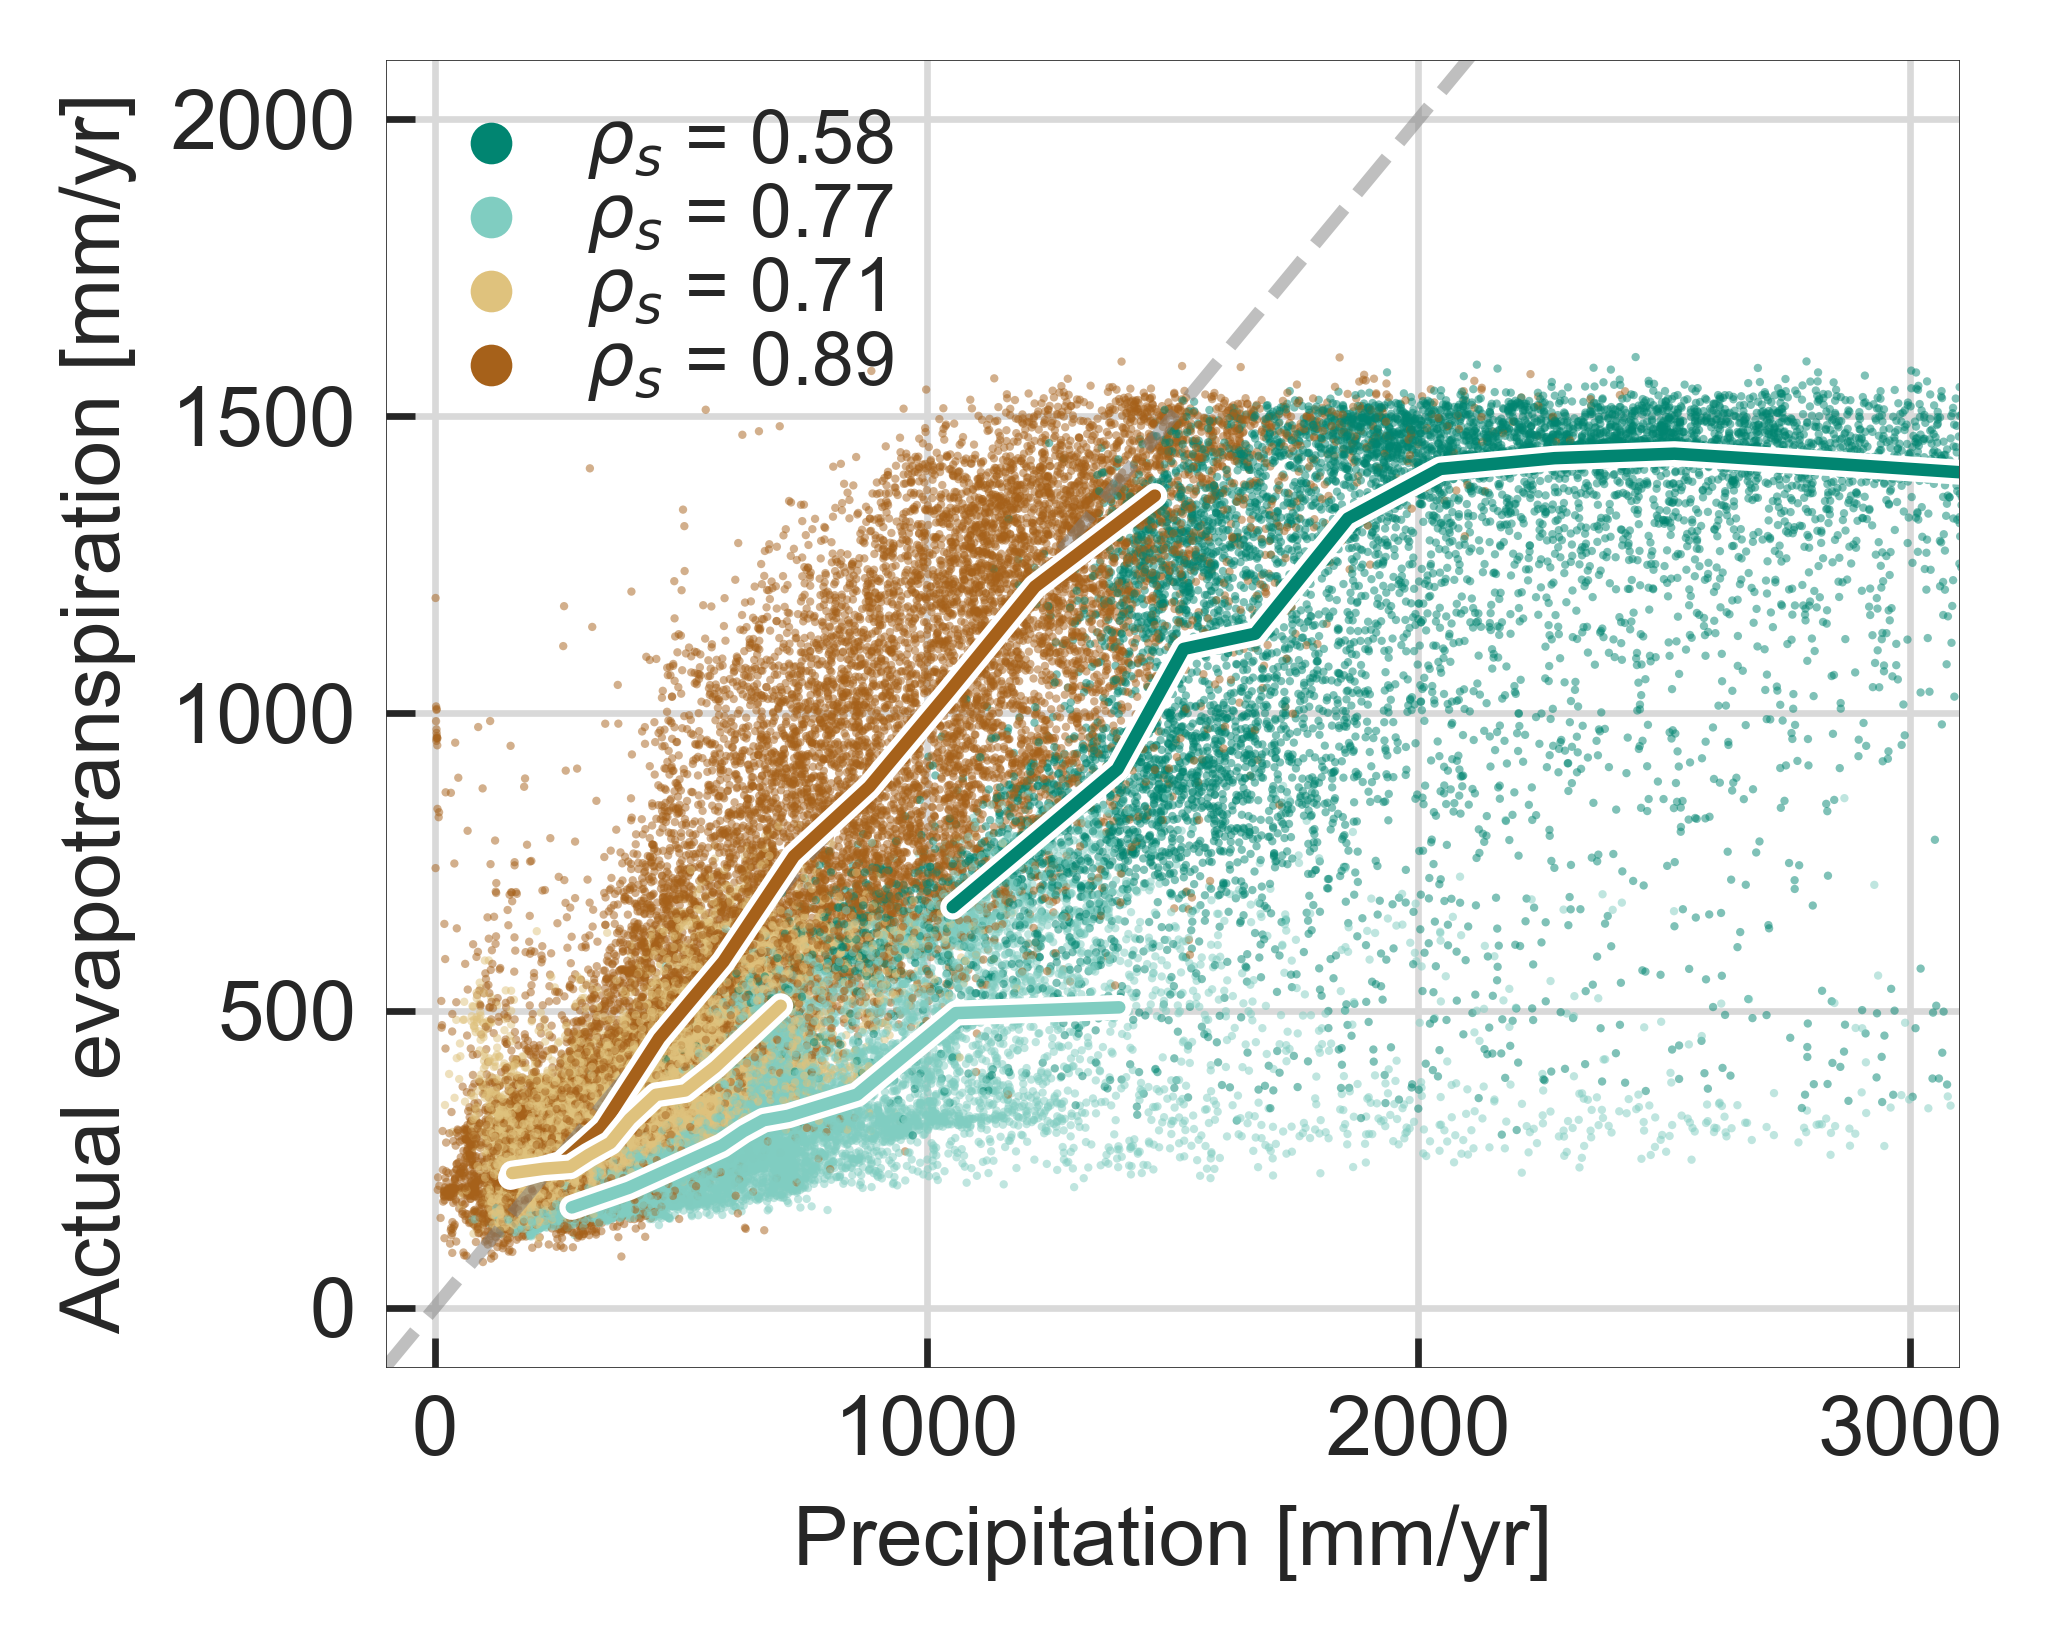 Actual evapotranspiration [mm/yr]
2000
1500
1000
500
0
ρs = 0.58
ρs = 0.77
ρs = 0.71
ρs = 0.89
0 1000 2000 3000
Precipitation [mm/yr]